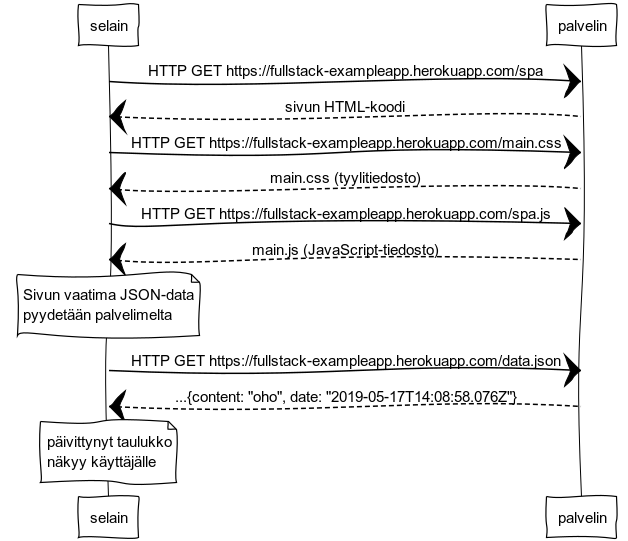 selain
palvelin
HTTP GET https://fullstack-exampleapp.herokuapp.com/spa
sivun HTML-koodi
HTTP GET https://fullstack-exampleapp.herokuapp.com/main.css
main.css (tyylitiedosto)
HTTP GET https://fullstack-exampleapp.herokuapp.com/spa.js
main.js (JavaScript-tiedosto)
Sivun vaatima JSON-data
pyydetään palvelimelta
HTTP GET https://fullstack-exampleapp.herokuapp.com/data.json
...{content: "oho", date: "2019-05-17T14:08:58.076Z"}
päivittynyt taulukko
näkyy käyttäjälle
selain
palvelin